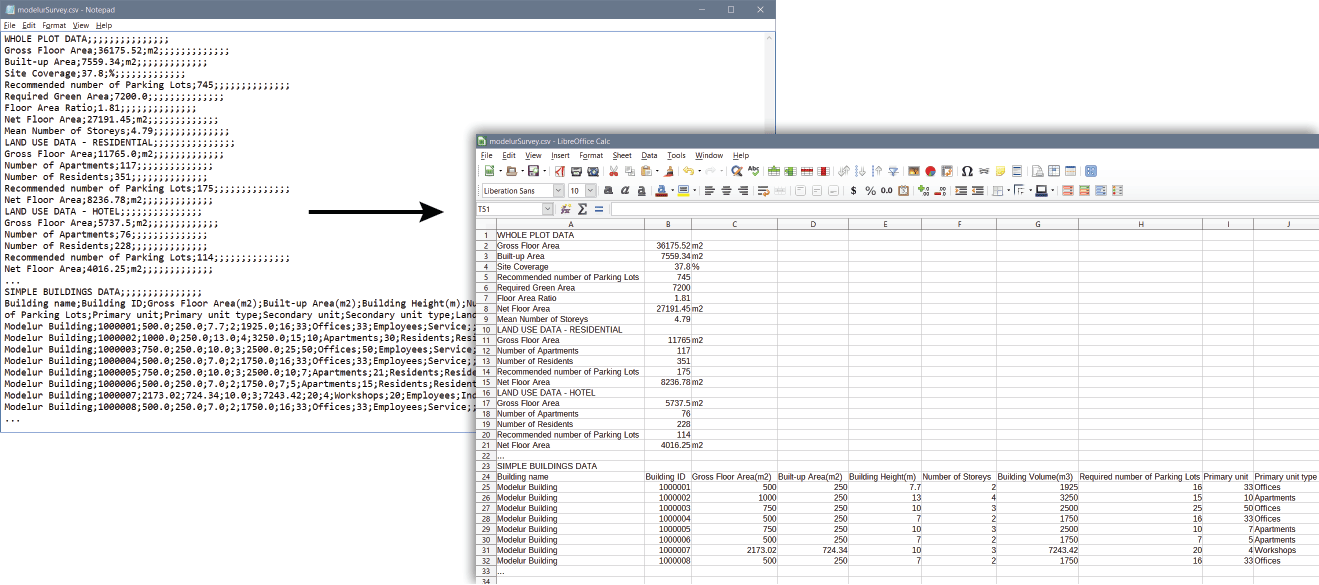 modelurSurvey.csv - Notepad
File Edit Format View Help
WHOLE PLOT DATA;;;;;;;;;;;;;;;
Gross Floor Area;36175.52;m2;;;;;;;;;;;;;
Built-up Area;7559.34;m2;;;;;;;;;;;;;
Site Coverage;37.8;%;;;;;;;;;;;;;
Recommended number of Parking Lots;745;;;;;;;;;;;;;;
Required Green Area;7200.0;;;;;;;;;;;;;;
Floor Area Ratio;1.81;;;;;;;;;;;;;;
Net Floor Area;27191.45;m2;;;;;;;;;;;;;
Mean Number of Storeys;4.79;;;;;;;;;;;;;;
LAND USE DATA - RESIDENTIAL;;;;;;;;;;;;;;;
Gross Floor Area;11765.0;m2;;;;;;;;;;;;;
Number of Apartments;117;;;;;;;;;;;;;;
Number of Residents;351;;;;;;;;;;;;;;
Recommended number of Parking Lots;175;;;;;;;;;;;;;;
Net Floor Area;8236.78;m2;;;;;;;;;;;;;
LAND USE DATA - HOTEL;;;;;;;;;;;;;;;
Gross Floor Area;5737.5;m2;;;;;;;;;;;;;
Number of Apartments;76;;;;;;;;;;;;;;
Number of Residents;228;;;;;;;;;;;;;;
Recommended number of Parking Lots;114;;;;;;;;;;;;;;
Net Floor Area;4016.25;m2;;;;;;;;;;;;;
...
SIMPLE BUILDINGS DATA;;;;;;;;;;;;;;;
Building name;Building ID;Gross Floor Area(m2);Built-up Area(m2);Building Height(m);Nu
of Parking Lots;Primary unit;Primary unit type;Secondary unit;Secondary unit type;Land
Modelur Building;1000001;500.0;250.0;7.7;2;1925.0;16;33;Offices;33;Employees;Service;;
Modelur Building;1000002;1000.0;250.0;13.0;4;3250.0;15;10;Apartments;30;Residents;Resi
Modelur Building;1000003;750.0;250.0;10.0;3;2500.0;25;50;Offices;50;Employees;Service;
Modelur Building;1000004;500.0;250.0;7.0;2;1750.0;16;33;Offices;33;Employees;Service;;
Modelur Building;1000005;750.0;250.0;10.0;3;2500.0;10;7;Apartments;21;Residents;Reside
Modelur Building;1000006;500.0;250.0;7.0;2;1750.0;7;5;Apartments;15;Residents;Resident
Modelur Building;1000007;2173.02;724.34;10.0;3;7243.42;20;4;Workshops;20;Employees;Ind
Modelur Building;1000008;500.0;250.0;7.0;2;1750.0;16;33;Offices;33;Employees;Service;;
...
modelurSurvey.csv - LibreOffice Calc
File Edit View Insert Format Sheet Data Tools Window Help
Liberation Sans 10 a a a $ % 0.0
T51
A B C D E F G H I J
1 WHOLE PLOT DATA
2 Gross Floor Area 36175.52 m2
3 Built-up Area 7559.34 m2
4 Site Coverage 37.8 %
5 Recommended number of Parking Lots 745
6 Required Green Area 7200
7 Floor Area Ratio 1.81
8 Net Floor Area 27191.45 m2
9 Mean Number of Storeys 4.79
10 LAND USE DATA - RESIDENTIAL
11 Gross Floor Area 11765 m2
12 Number of Apartments 117
13 Number of Residents 351
14 Recommended number of Parking Lots 175
15 Net Floor Area 8236.78 m2
16 LAND USE DATA - HOTEL
17 Gross Floor Area 5737.5 m2
18 Number of Apartments 76
19 Number of Residents 228
20 Recommended number of Parking Lots 114
21 Net Floor Area 4016.25 m2
22 ...
23 SIMPLE BUILDINGS DATA
24 Building name Building ID Gross Floor Area(m2) Built-up Area(m2) Building Height(m) Number of Storeys Building Volume(m3) Required number of Parking Lots Primary unit Primary unit type
25 Modelur Building 1000001 500 250 7.7 2 1925 16 33 Offices
26 Modelur Building 1000002 1000 250 13 4 3250 15 10 Apartments
27 Modelur Building 1000003 750 250 10 3 2500 25 50 Offices
28 Modelur Building 1000004 500 250 7 2 1750 16 33 Offices
29 Modelur Building 1000005 750 250 10 3 2500 10 7 Apartments
30 Modelur Building 1000006 500 250 7 2 1750 7 5 Apartments
31 Modelur Building 1000007 2173.02 724.34 10 3 7243.42 20 4 Workshops
32 Modelur Building 1000008 500 250 7 2 1750 16 33 Offices
33 ...
34